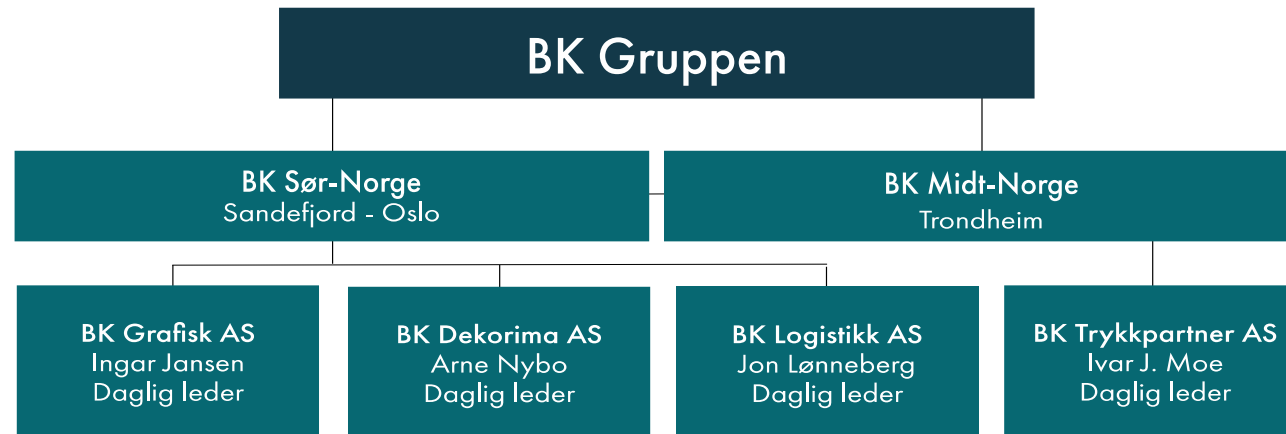 BK Gruppen
BK Sør-Norge
Sandefjord - Oslo
BK Midt-Norge
Trondheim
BK Grafisk AS
Ingar Jansen
Daglig leder
BK Dekorima AS
Arne Nybo
Daglig leder
BK Logistikk AS
Jon Lønneberg
Daglig leder
BK Trykkpartner AS
Ivar J. Moe
Daglig leder